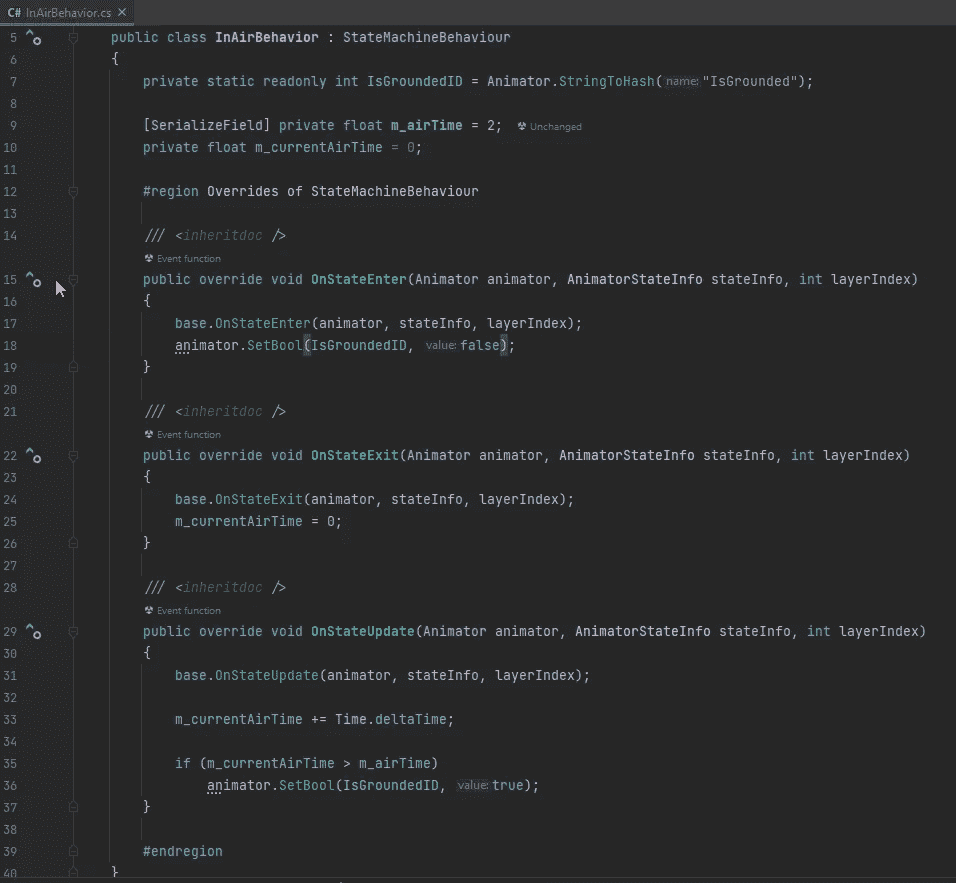 C# InAirBehavior.cs ×
5 public class InAirBehavior : StateMachineBehaviour
6 {
7 private static readonly int IsGroundedID = Animator.StringToHash( name: "IsGrounded");
8
9 [SerializeField] private float m_airTime = 2; Unchanged
10 private float m_currentAirTime = 0;
11
12 #region Overrides of StateMachineBehaviour
13
14 /// <inheritdoc />
Event function
15 public override void OnStateEnter(Animator animator, AnimatorStateInfo stateInfo, int layerIndex)
16 {
17 base.OnStateEnter(animator, stateInfo, layerIndex);
18 animator.SetBool(IsGroundedID, value: false);
19 }
20
21 /// <inheritdoc />
Event function
22 public override void OnStateExit(Animator animator, AnimatorStateInfo stateInfo, int layerIndex)
23 {
24 base.OnStateExit(animator, stateInfo, layerIndex);
25 m_currentAirTime = 0;
26 }
27
28 /// <inheritdoc />
Event function
29 public override void OnStateUpdate(Animator animator, AnimatorStateInfo stateInfo, int layerIndex)
30 {
31 base.OnStateUpdate(animator, stateInfo, layerIndex);
32
33 m_currentAirTime += Time.deltaTime;
34
35 if (m_currentAirTime > m_airTime)
36 animator.SetBool(IsGroundedID, value: true);
37 }
38
39 #endregion
40 }